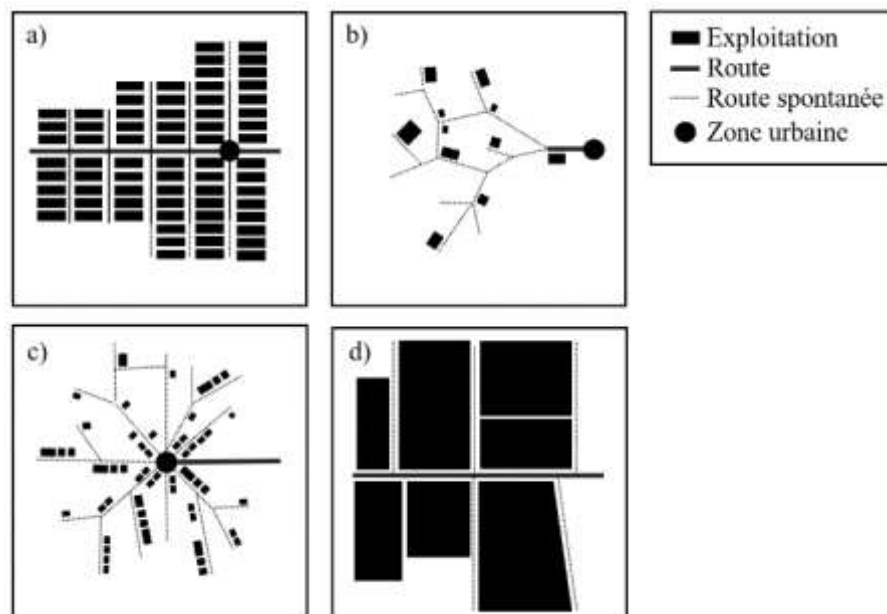 a)
b)
Exploitation
Route
Route spontanée
Zone urbaine
c)
d)